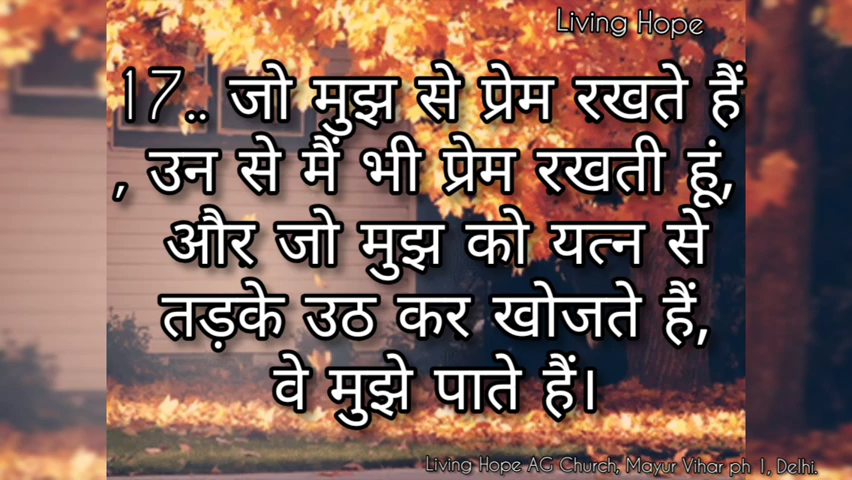 Living Hope
17.. जो मुझ से प्रेम रखते हैं
, उन से मैं भी प्रेम रखती हूं,
और जो मुझ को यत्न से
तड़के उठ कर खोजते हैं,
वे मुझे पाते हैं।
Living Hope AG Church, Mayur Vihar ph 1, Delhi.